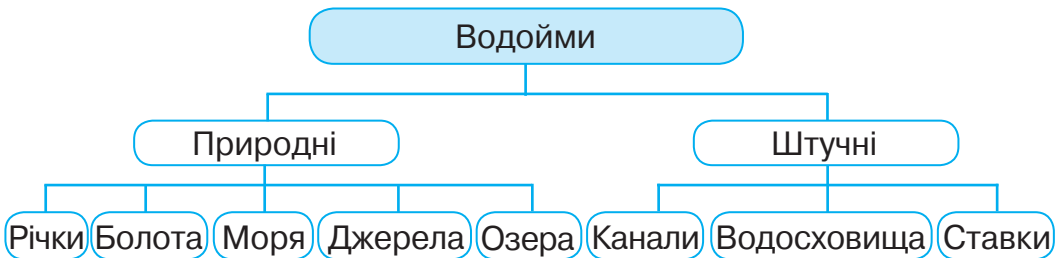 Водойми
Природні Штучні
Річки Болота Моря Джерела Озера Канали Водосховища Ставки